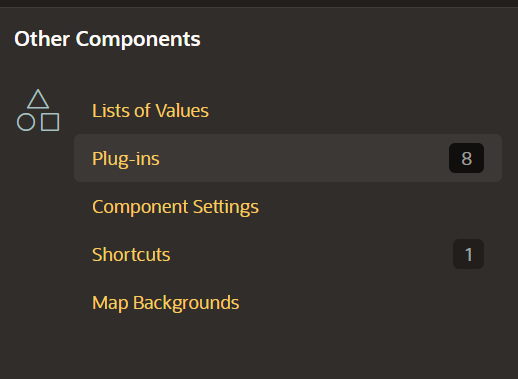 Other Components
Lists of Values
Plug-ins 8
Component Settings
Shortcuts 1
Map Backgrounds